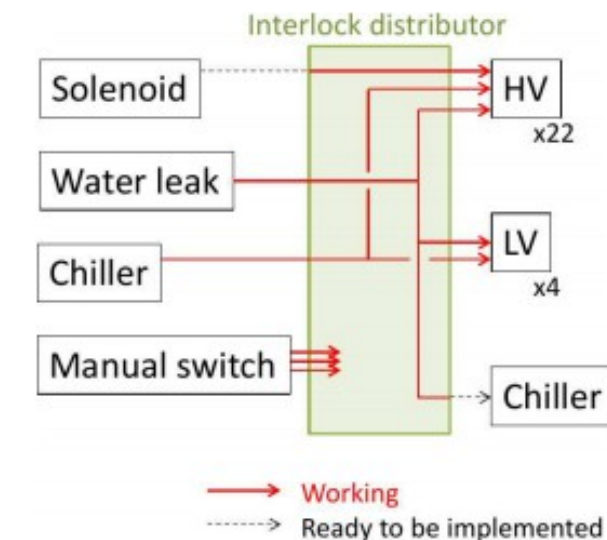 Interlock distributor
Solenoid
HV
x22
Water leak
LV
x4
Chiller
Manual switch
Chiller
Working
Ready to be implemented